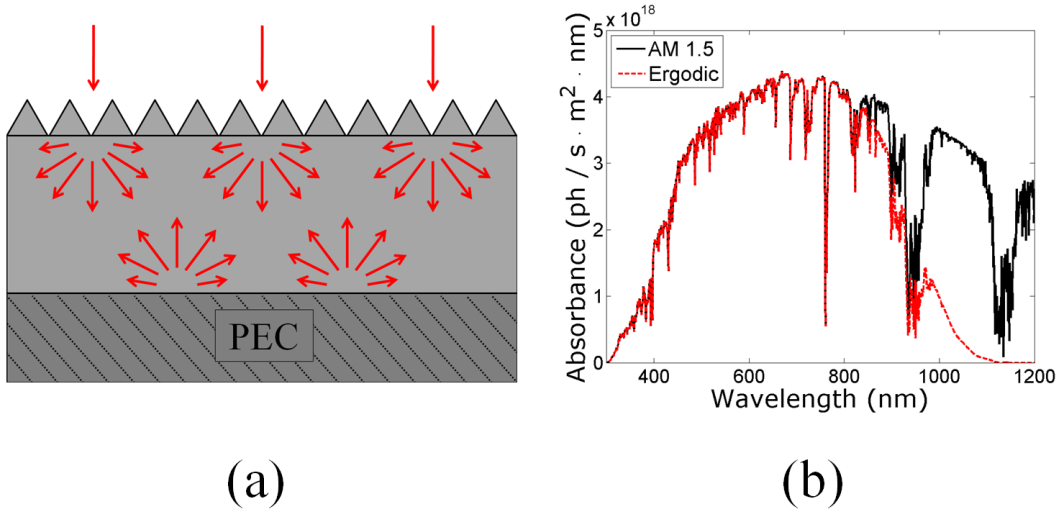 PEC
(a)
5 × 10^18
4
3
2
1
0
AM 1.5
Ergodic
Absorbance (ph / s · m² · nm)
400 600 800 1000 1200
Wavelength (nm)
(b)